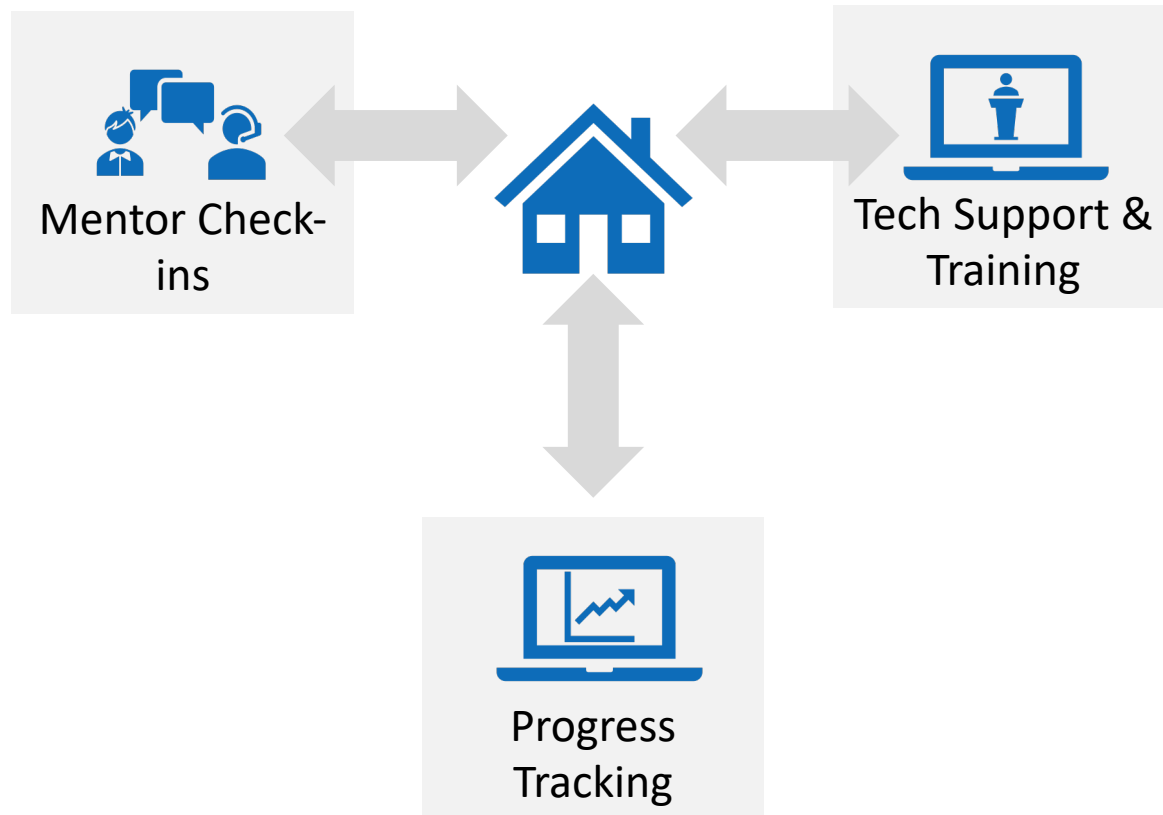 Mentor Check-
ins
Tech Support &
Training
Progress
Tracking